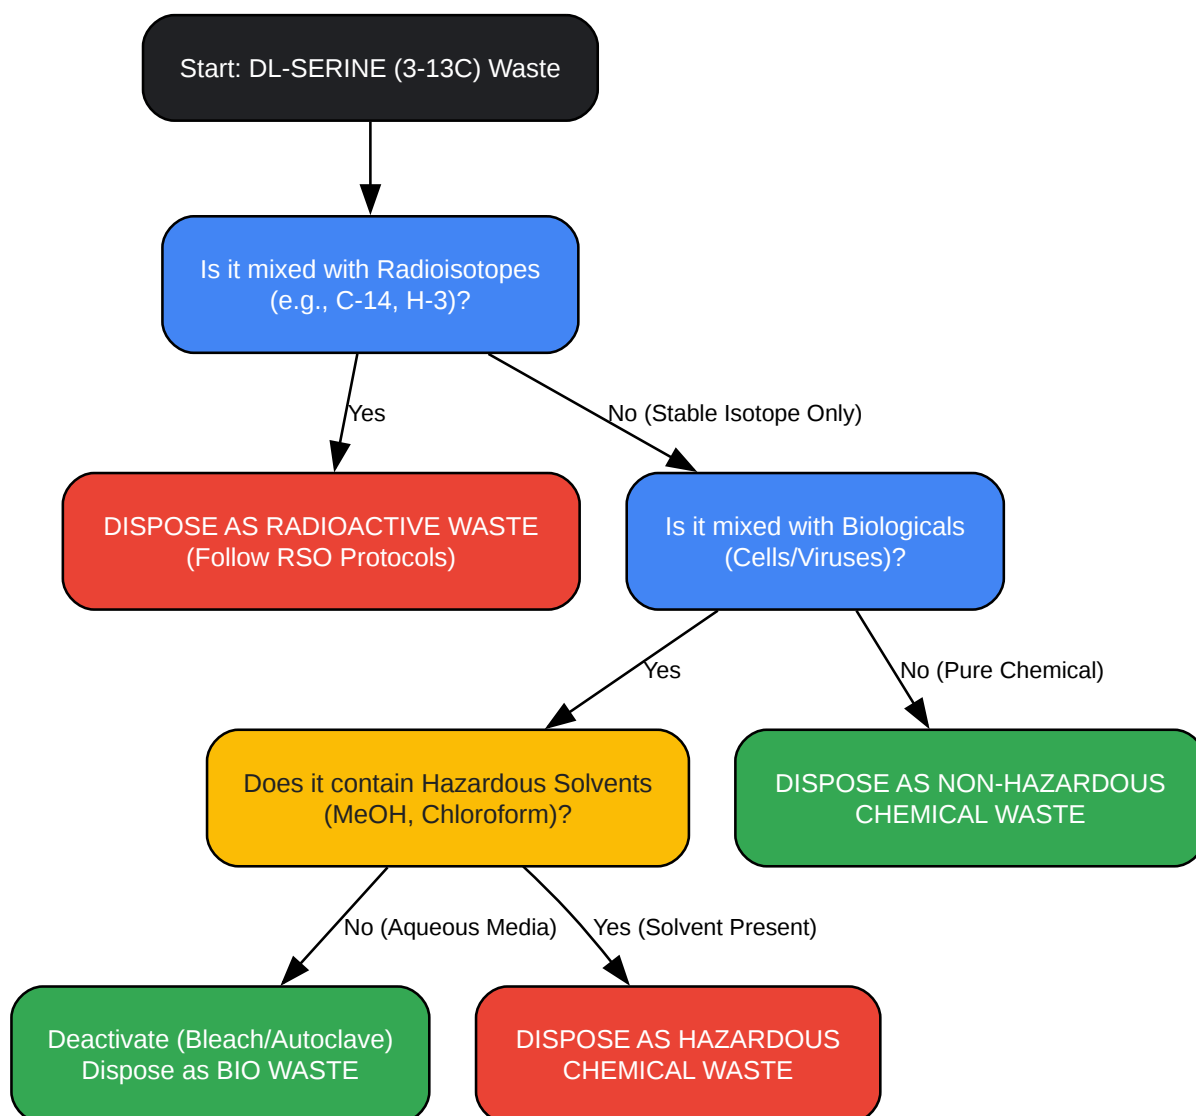 Start: DL-SERINE (3-13C) Waste
Is it mixed with Radioisotopes
(e.g., C-14, H-3)?
Yes
No (Stable Isotope Only)
DISPOSE AS RADIOACTIVE WASTE
(Follow RSO Protocols)
Is it mixed with Biologicals
(Cells/Viruses)?
Yes
No (Pure Chemical)
Does it contain Hazardous Solvents
(MeOH, Chloroform)?
DISPOSE AS NON-HAZARDOUS
CHEMICAL WASTE
No (Aqueous Media)
Yes (Solvent Present)
Deactivate (Bleach/Autoclave)
Dispose as BIO WASTE
DISPOSE AS HAZARDOUS
CHEMICAL WASTE